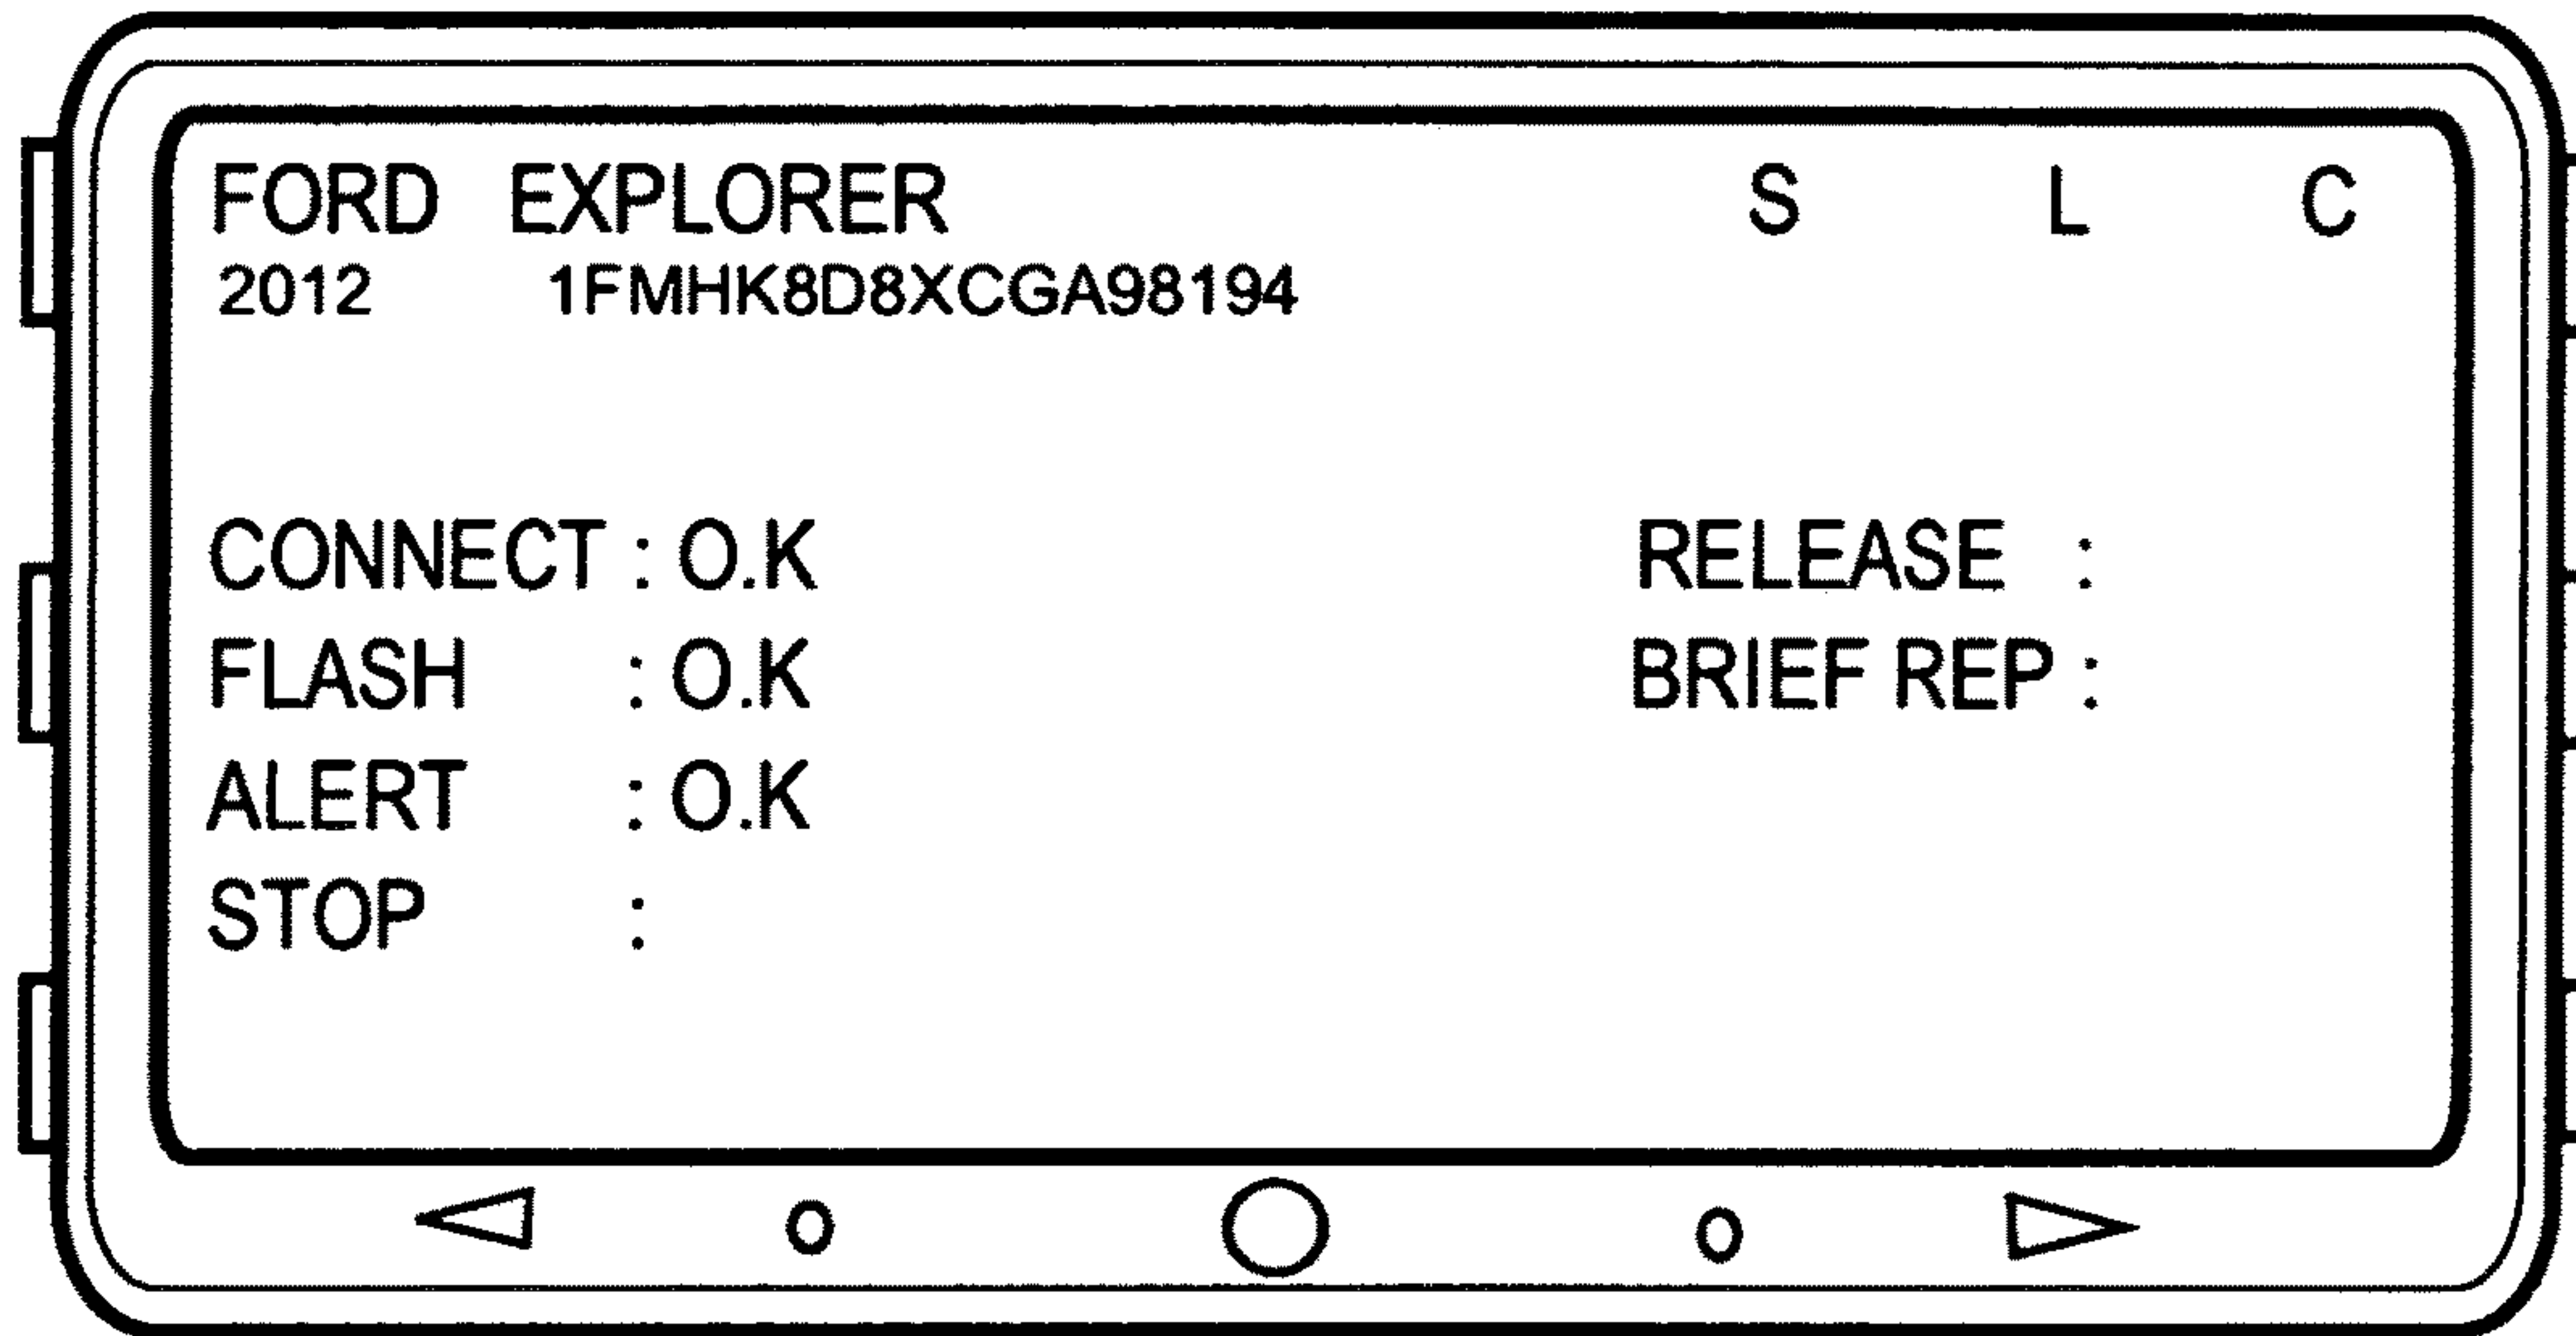 FORD EXPLORER S L C
2012 1FMHK8D8XCGA98194
CONNECT : O.K RELEASE :
FLASH : O.K BRIEF REP :
ALERT : O.K
STOP :